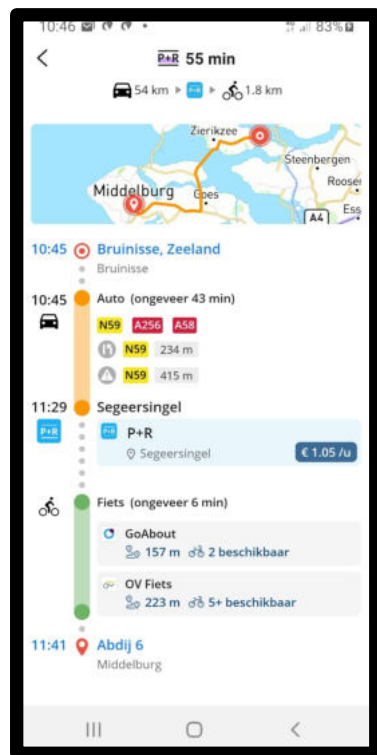 10:46 83%
P+R 55 min
54 km P+R 1.8 km
Zierikzee
Steenbergen
Roose
Middelburg Goes
A4 Ess
10:45 Bruinisse, Zeeland
Bruinisse
10:45 Auto (ongeveer 43 min)
N59 A256 A58
N59 234 m
N59 415 m
11:29 Segeersingel
P+R P+R P+R
Segeersingel € 1.05 /u
Fiets (ongeveer 6 min)
GoAbout
157 m 2 beschikbaar
OV Fiets
223 m 5+ beschikbaar
11:41 Abdij 6
Middelburg